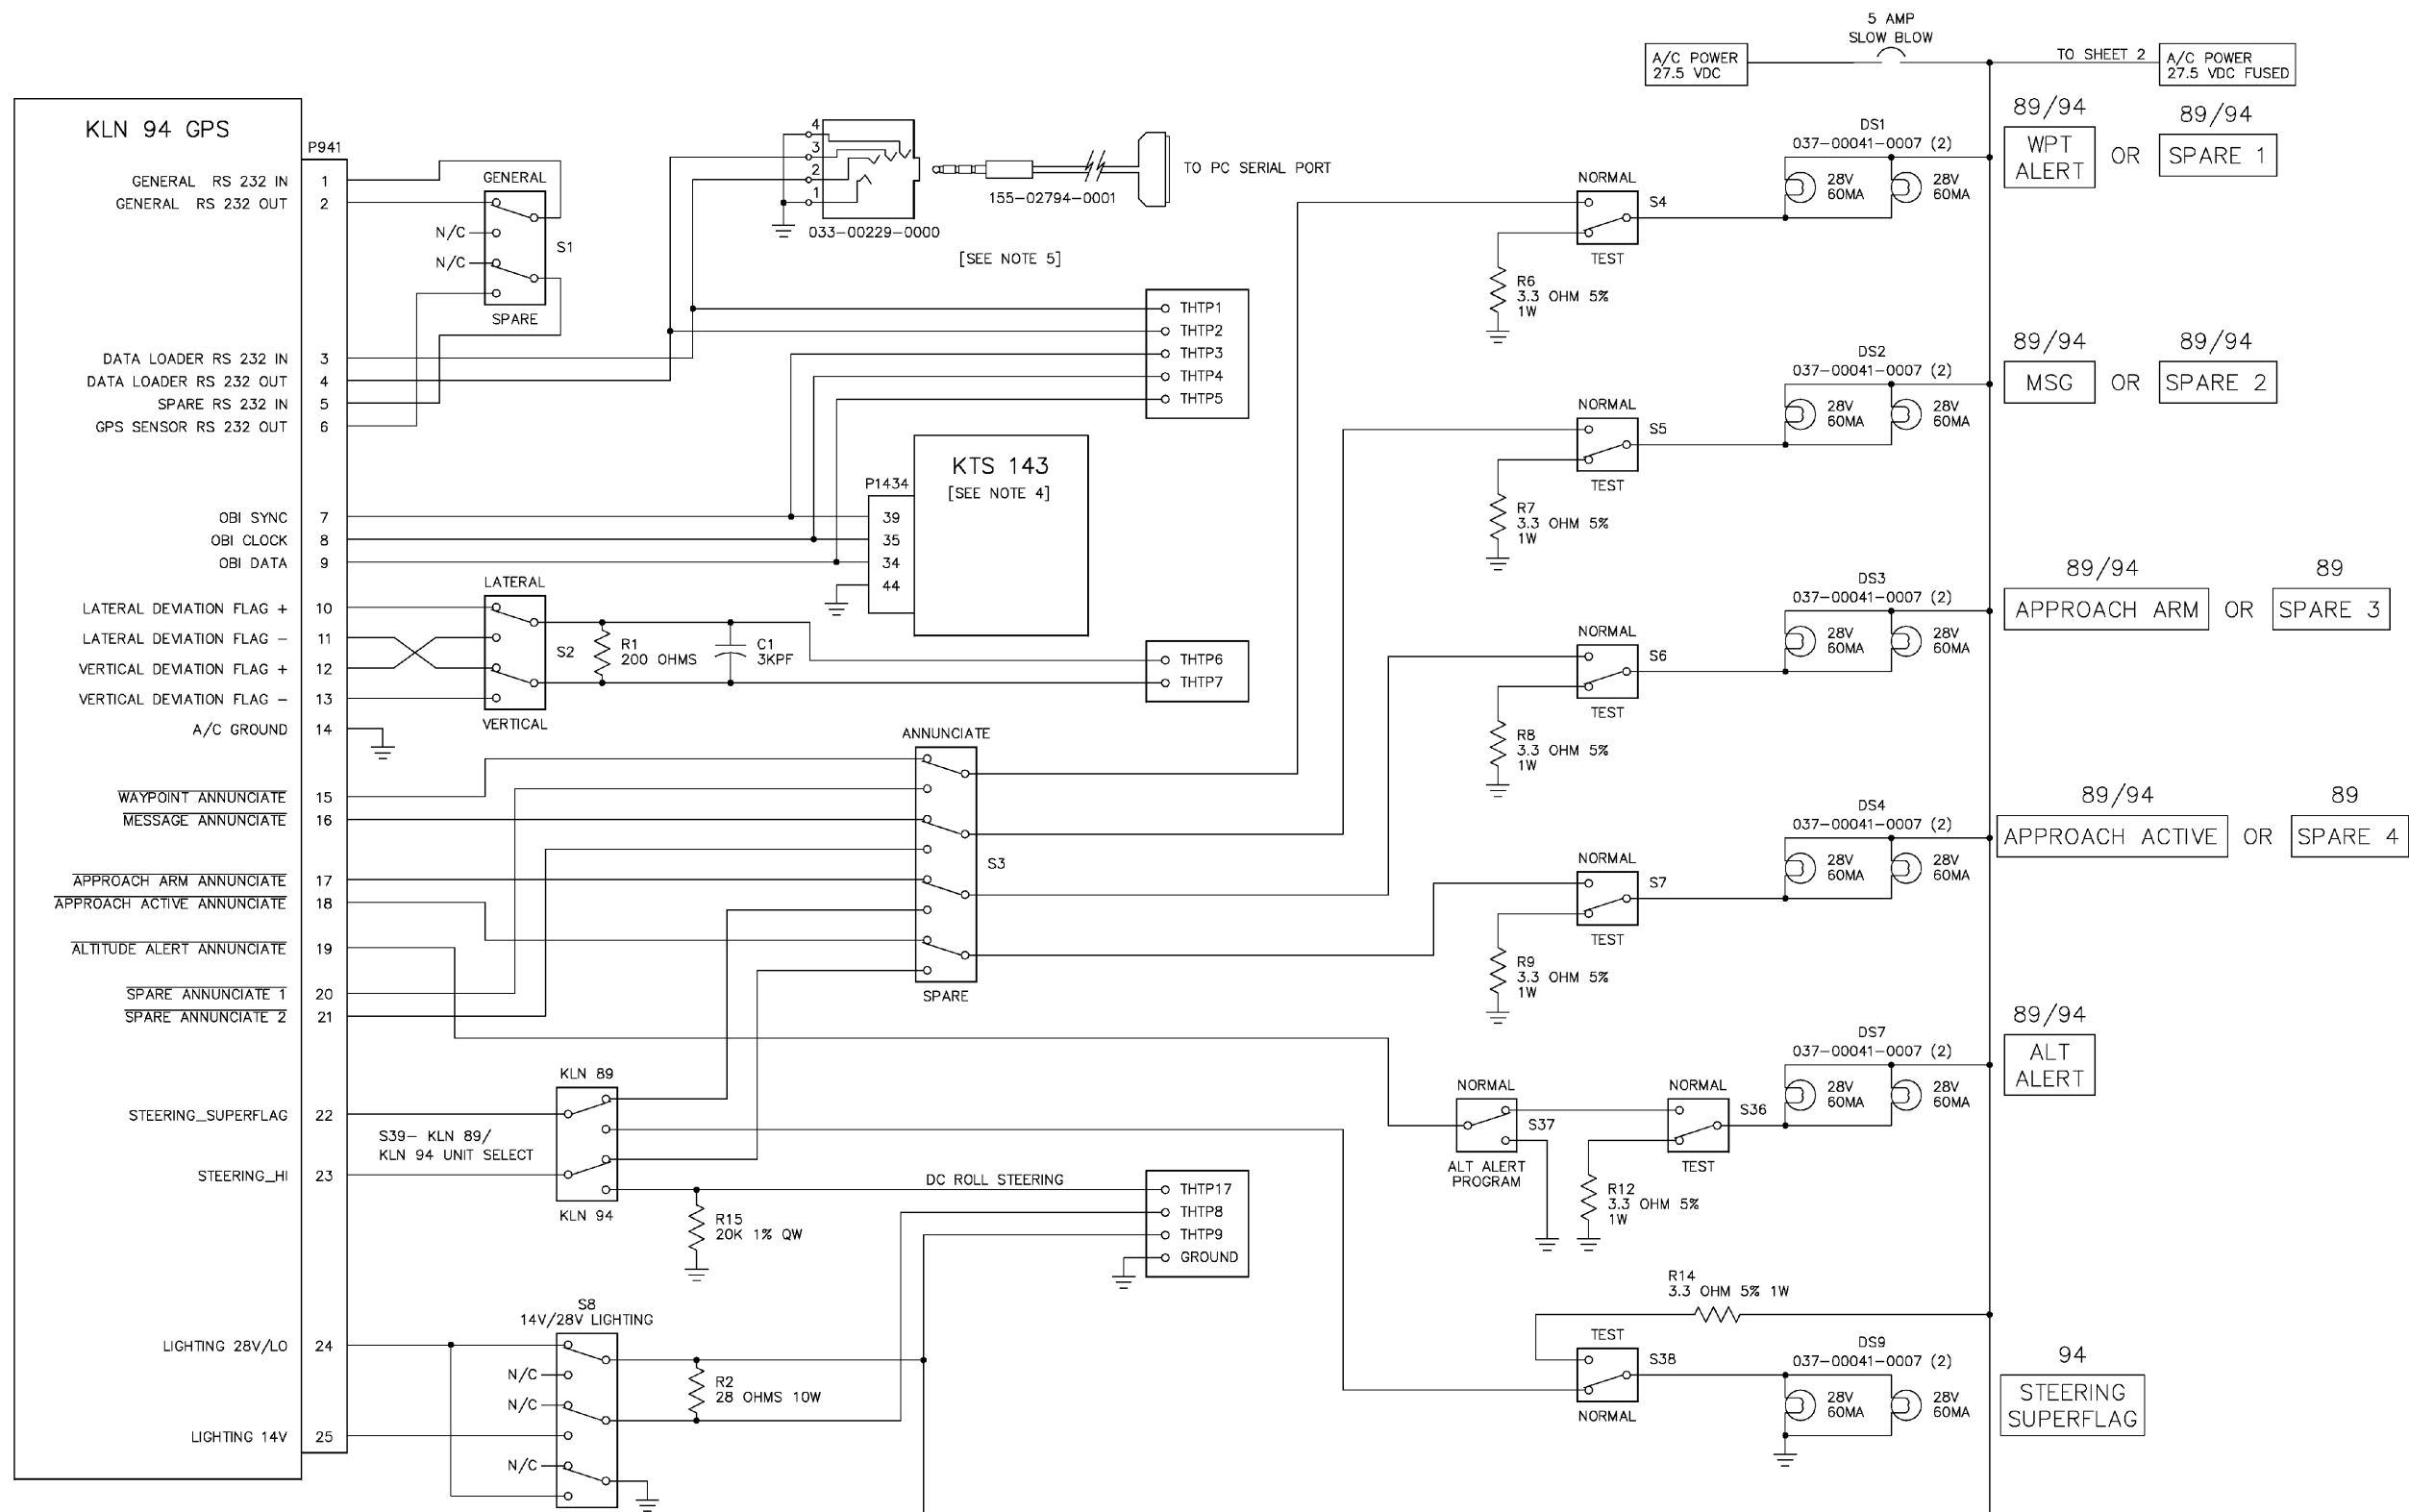 5 AMP
SLOW BLOW
A/C POWER
27.5 VDC
TO SHEET 2
A/C POWER
27.5 VDC FUSED
KLN 94 GPS
P941
GENERAL RS 232 IN 1
GENERAL RS 232 OUT 2
DATA LOADER RS 232 IN 3
DATA LOADER RS 232 OUT 4
SPARE RS 232 IN 5
GPS SENSOR RS 232 OUT 6
OBI SYNC 7
OBI CLOCK 8
OBI DATA 9
LATERAL DEVIATION FLAG + 10
LATERAL DEVIATION FLAG − 11
VERTICAL DEVIATION FLAG + 12
VERTICAL DEVIATION FLAG − 13
A/C GROUND 14
WAYPOINT ANNUNCIATE 15
MESSAGE ANNUNCIATE 16
APPROACH ARM ANNUNCIATE 17
APPROACH ACTIVE ANNUNCIATE 18
ALTITUDE ALERT ANNUNCIATE 19
SPARE ANNUNCIATE 1 20
SPARE ANNUNCIATE 2 21
STEERING_SUPERFLAG 22
STEERING_HI 23
LIGHTING 28V/LO 24
LIGHTING 14V 25
GENERAL
N/C
N/C
S1
SPARE
4
3
2
1
033-00229-0000
155-02794-0001
TO PC SERIAL PORT
[SEE NOTE 5]
THTP1
THTP2
THTP3
THTP4
THTP5
KTS 143
[SEE NOTE 4]
P1434
39
35
34
44
LATERAL
S2
VERTICAL
R1
200 OHMS
C1
3KPF
THTP6
THTP7
ANNUNCIATE
S3
SPARE
KLN 89
S39- KLN 89/
KLN 94 UNIT SELECT
KLN 94
DC ROLL STEERING
R15
20K 1% QW
THTP17
THTP8
THTP9
GROUND
S8
14V/28V LIGHTING
N/C
N/C
N/C
R2
28 OHMS 10W
NORMAL
S4
TEST
R6
3.3 OHM 5%
1W
DS1
037-00041-0007 (2)
28V
60MA
28V
60MA
89/94
WPT
ALERT
OR
89/94
SPARE 1
NORMAL
S5
TEST
R7
3.3 OHM 5%
1W
DS2
037-00041-0007 (2)
28V
60MA
28V
60MA
89/94
MSG
OR
89/94
SPARE 2
NORMAL
S6
TEST
R8
3.3 OHM 5%
1W
DS3
037-00041-0007 (2)
28V
60MA
28V
60MA
89/94
APPROACH ARM
OR
89
SPARE 3
NORMAL
S7
TEST
R9
3.3 OHM 5%
1W
DS4
037-00041-0007 (2)
28V
60MA
28V
60MA
89/94
APPROACH ACTIVE
OR
89
SPARE 4
NORMAL
S37
ALT ALERT
PROGRAM
NORMAL
S36
TEST
R12
3.3 OHM 5%
1W
DS7
037-00041-0007 (2)
28V
60MA
28V
60MA
89/94
ALT
ALERT
R14
3.3 OHM 5% 1W
TEST
S38
NORMAL
DS9
037-00041-0007 (2)
28V
60MA
28V
60MA
94
STEERING
SUPERFLAG